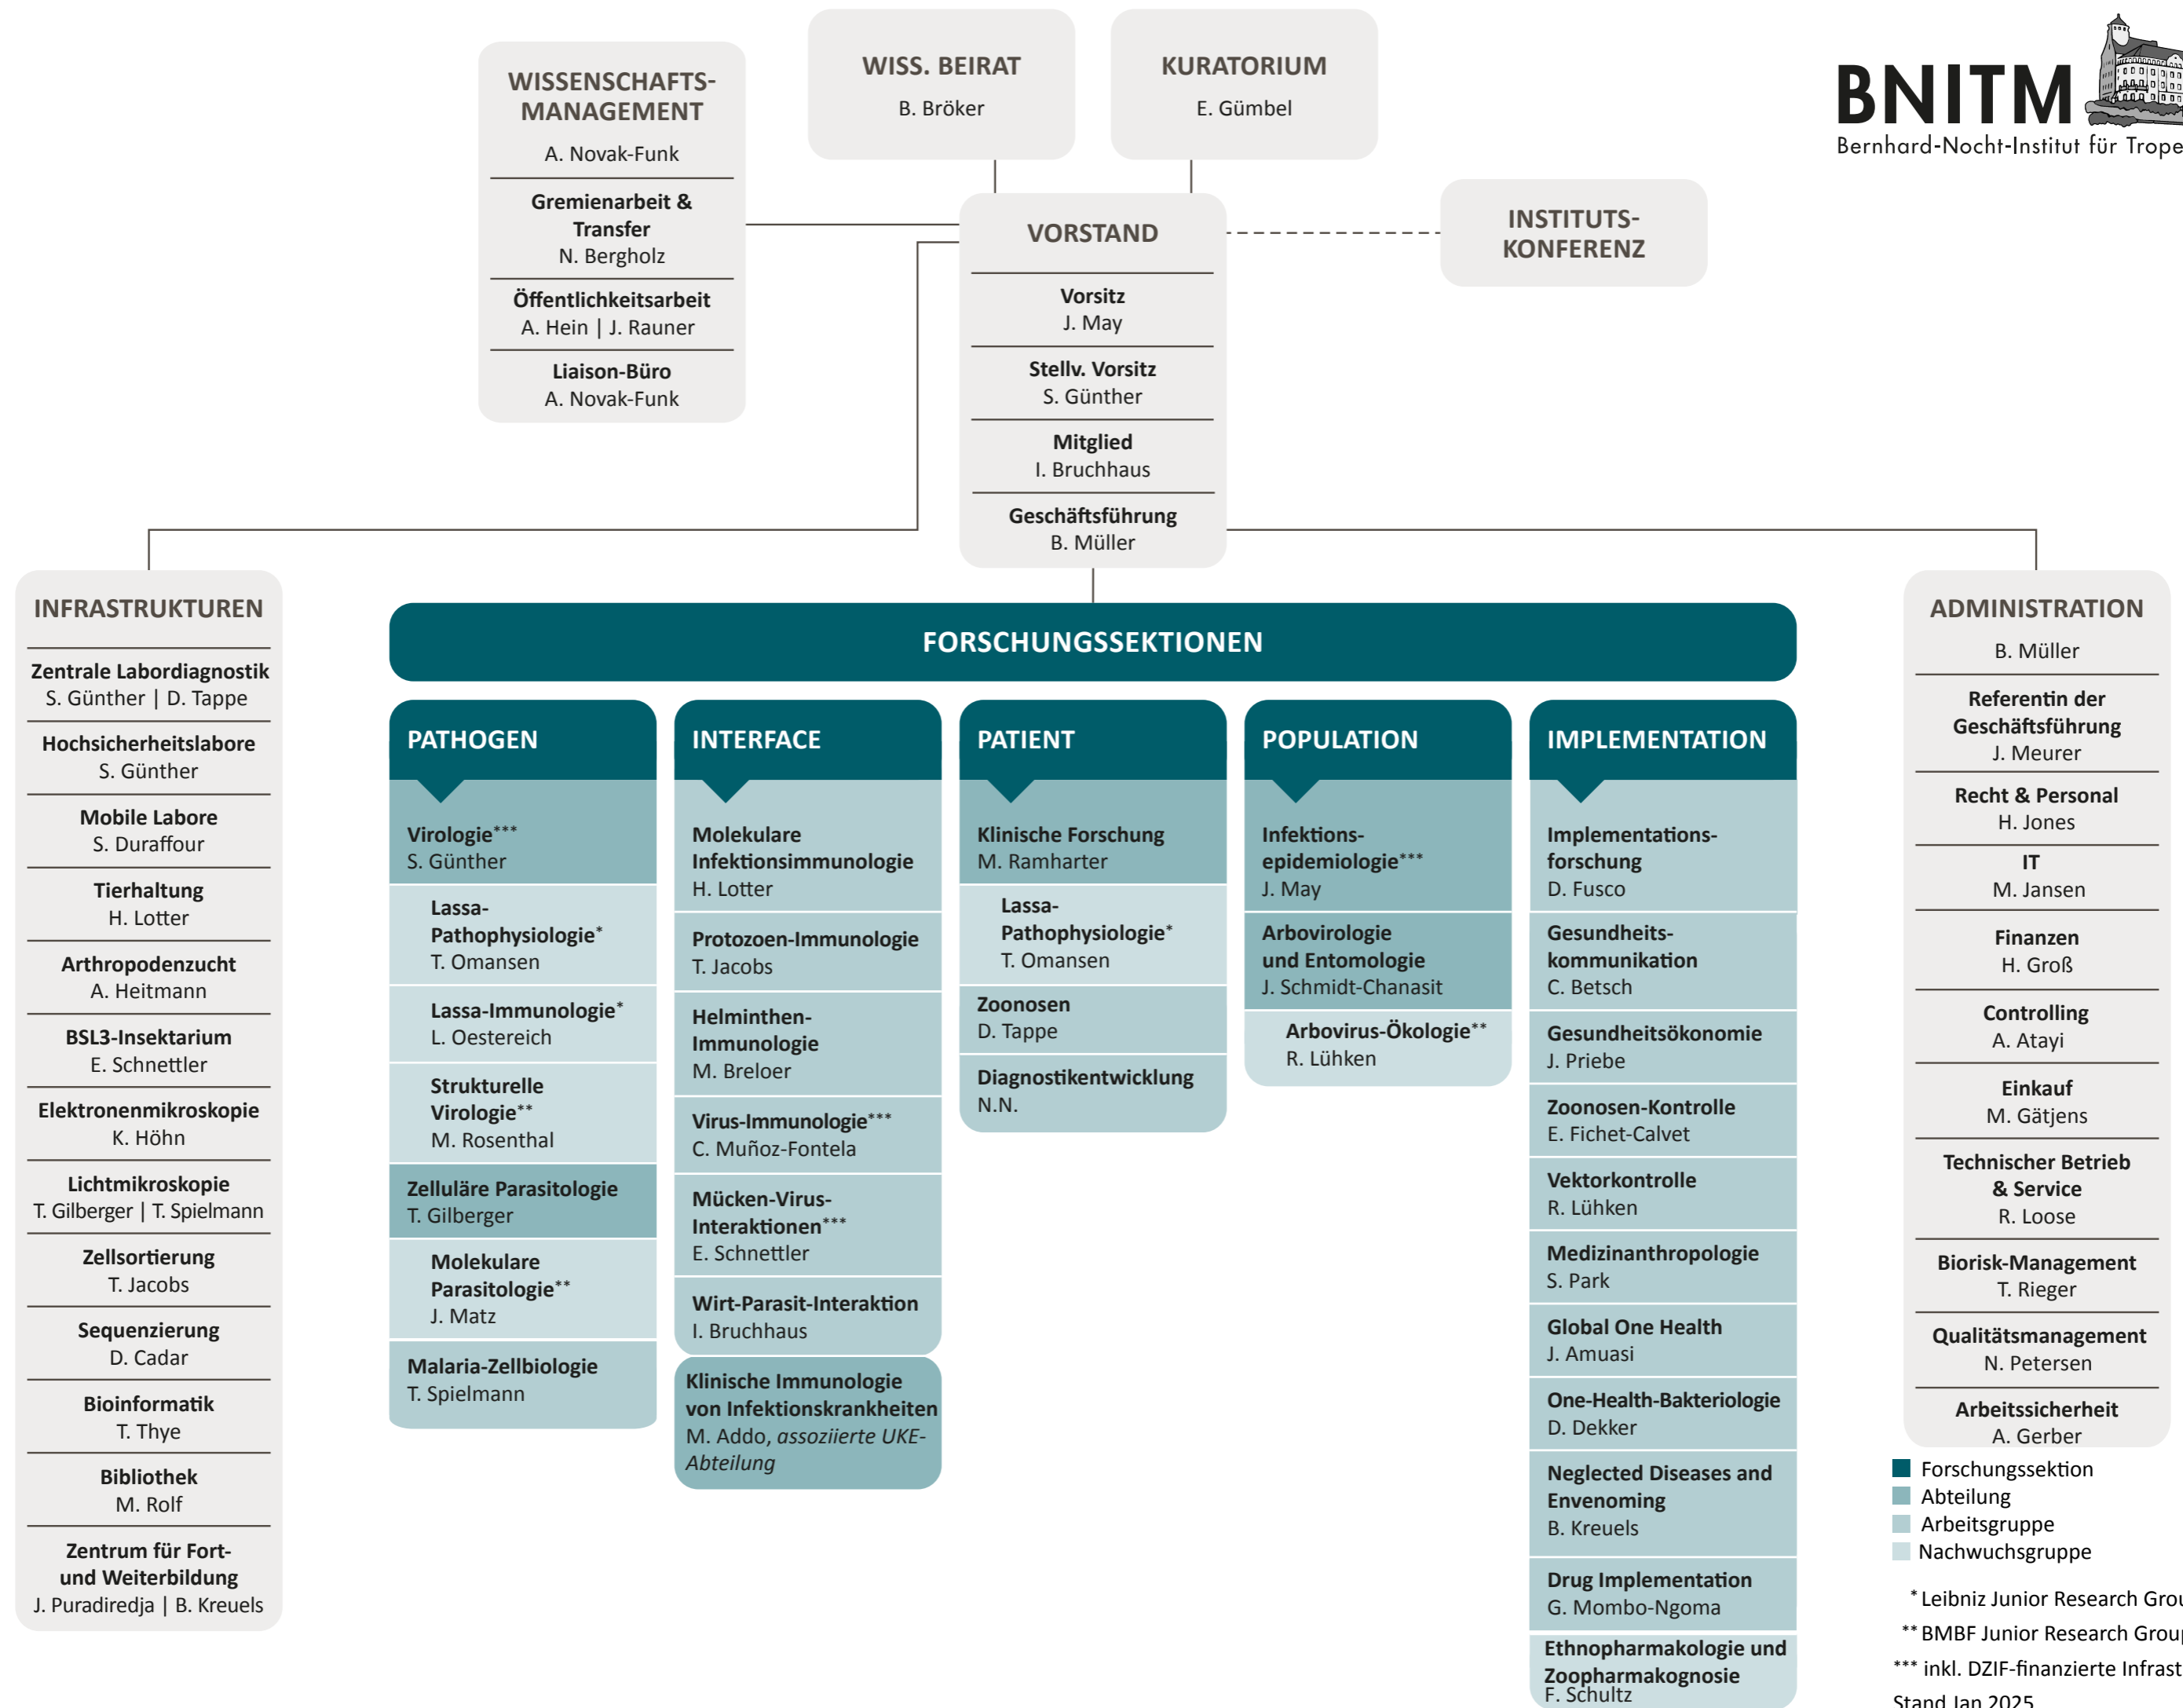 WISSENSCHAFTS-
MANAGEMENT
A. Novak-Funk
Gremienarbeit &
Transfer
N. Bergholz
Öffentlichkeitsarbeit
A. Hein | J. Rauner
Liaison-Büro
A. Novak-Funk
WISS. BEIRAT
B. Bröker
KURATORIUM
E. Gümbel
BNITM
Bernhard-Nocht-Institut für Trope
VORSTAND
Vorsitz
J. May
Stellv. Vorsitz
S. Günther
Mitglied
I. Bruchhaus
Geschäftsführung
B. Müller
INSTITUTS-
KONFERENZ
INFRASTRUKTUREN
Zentrale Labordiagnostik
S. Günther | D. Tappe
Hochsicherheitslabore
S. Günther
Mobile Labore
S. Duraffour
Tierhaltung
H. Lotter
Arthropodenzucht
A. Heitmann
BSL3-Insektarium
E. Schnettler
Elektronenmikroskopie
K. Höhn
Lichtmikroskopie
T. Gilberger | T. Spielmann
Zellsortierung
T. Jacobs
Sequenzierung
D. Cadar
Bioinformatik
T. Thye
Bibliothek
M. Rolf
Zentrum für Fort-
und Weiterbildung
J. Puradiredja | B. Kreuels
FORSCHUNGSSEKTIONEN
PATHOGEN
Virologie***
S. Günther
Lassa-
Pathophysiologie*
T. Omansen
Lassa-Immunologie*
L. Oestereich
Strukturelle
Virologie**
M. Rosenthal
Zelluläre Parasitologie
T. Gilberger
Molekulare
Parasitologie**
J. Matz
Malaria-Zellbiologie
T. Spielmann
INTERFACE
Molekulare
Infektionsimmunologie
H. Lotter
Protozoen-Immunologie
T. Jacobs
Helminthen-
Immunologie
M. Breloer
Virus-Immunologie***
C. Muñoz-Fontela
Mücken-Virus-
Interaktionen***
E. Schnettler
Wirt-Parasit-Interaktion
I. Bruchhaus
Klinische Immunologie
von Infektionskrankheiten
M. Addo, assoziierte UKE-
Abteilung
PATIENT
Klinische Forschung
M. Ramharter
Lassa-
Pathophysiologie*
T. Omansen
Zoonosen
D. Tappe
Diagnostikentwicklung
N.N.
POPULATION
Infektions-
epidemiologie***
J. May
Arbovirologie
und Entomologie
J. Schmidt-Chanasit
Arbovirus-Ökologie**
R. Lühken
IMPLEMENTATION
Implementations-
forschung
D. Fusco
Gesundheits-
kommunikation
C. Betsch
Gesundheitsökonomie
J. Priebe
Zoonosen-Kontrolle
E. Fichet-Calvet
Vektorkontrolle
R. Lühken
Medizinanthropologie
S. Park
Global One Health
J. Amuasi
One-Health-Bakteriologie
D. Dekker
Neglected Diseases and
Envenoming
B. Kreuels
Drug Implementation
G. Mombo-Ngoma
Ethnopharmakologie und
Zoopharmakognosie
F. Schultz
ADMINISTRATION
B. Müller
Referentin der
Geschäftsführung
J. Meurer
Recht & Personal
H. Jones
IT
M. Jansen
Finanzen
H. Groß
Controlling
A. Atayi
Einkauf
M. Gätjens
Technischer Betrieb
& Service
R. Loose
Biorisk-Management
T. Rieger
Qualitätsmanagement
N. Petersen
Arbeitssicherheit
A. Gerber
Forschungssektion
Abteilung
Arbeitsgruppe
Nachwuchsgruppe
* Leibniz Junior Research Grou
** BMBF Junior Research Group
*** inkl. DZIF-finanzierte Infrast
Stand Jan 2025